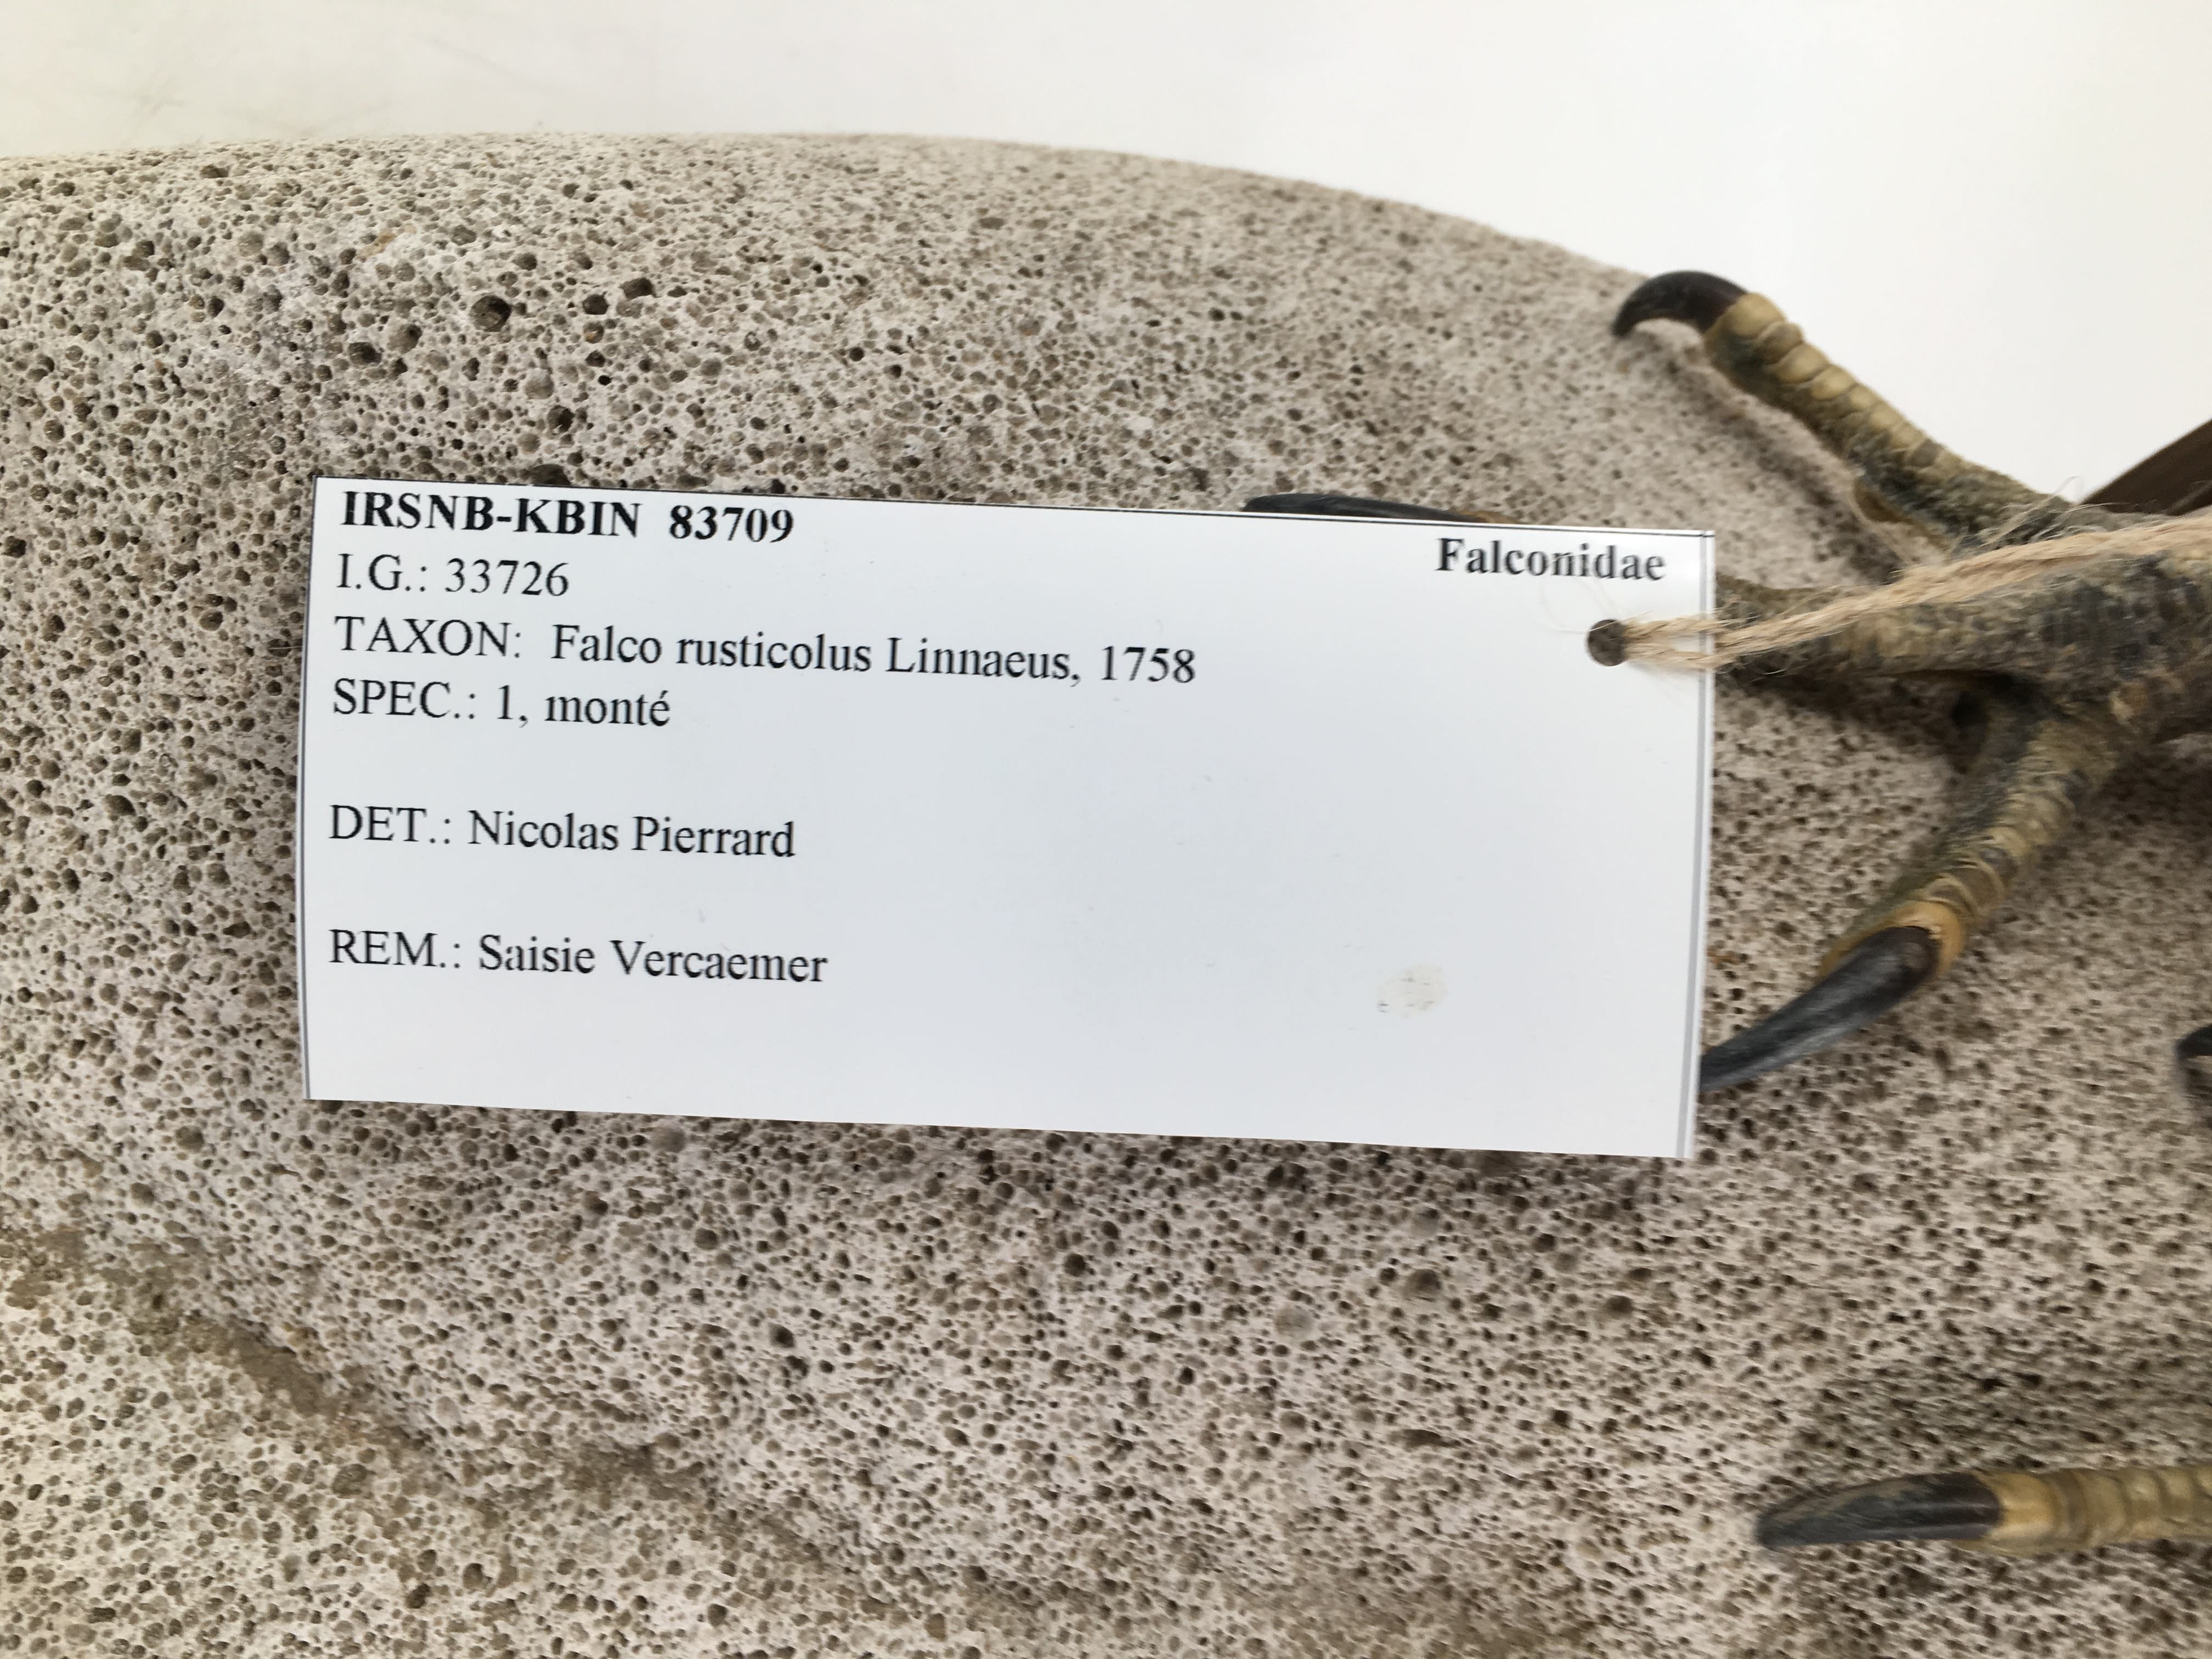 IRSNB-KBIN 83709
Falconidae
I.G.: 33726
TAXON: Falco rusticolus Linnaeus, 1758
SPEC.: 1, monté
DET.: Nicolas Pierrard
REM.: Saisie Vercaemer